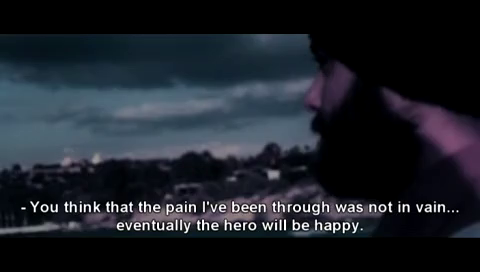 - You think that the pain I've been through was not in vain...
eventually the hero will be happy.